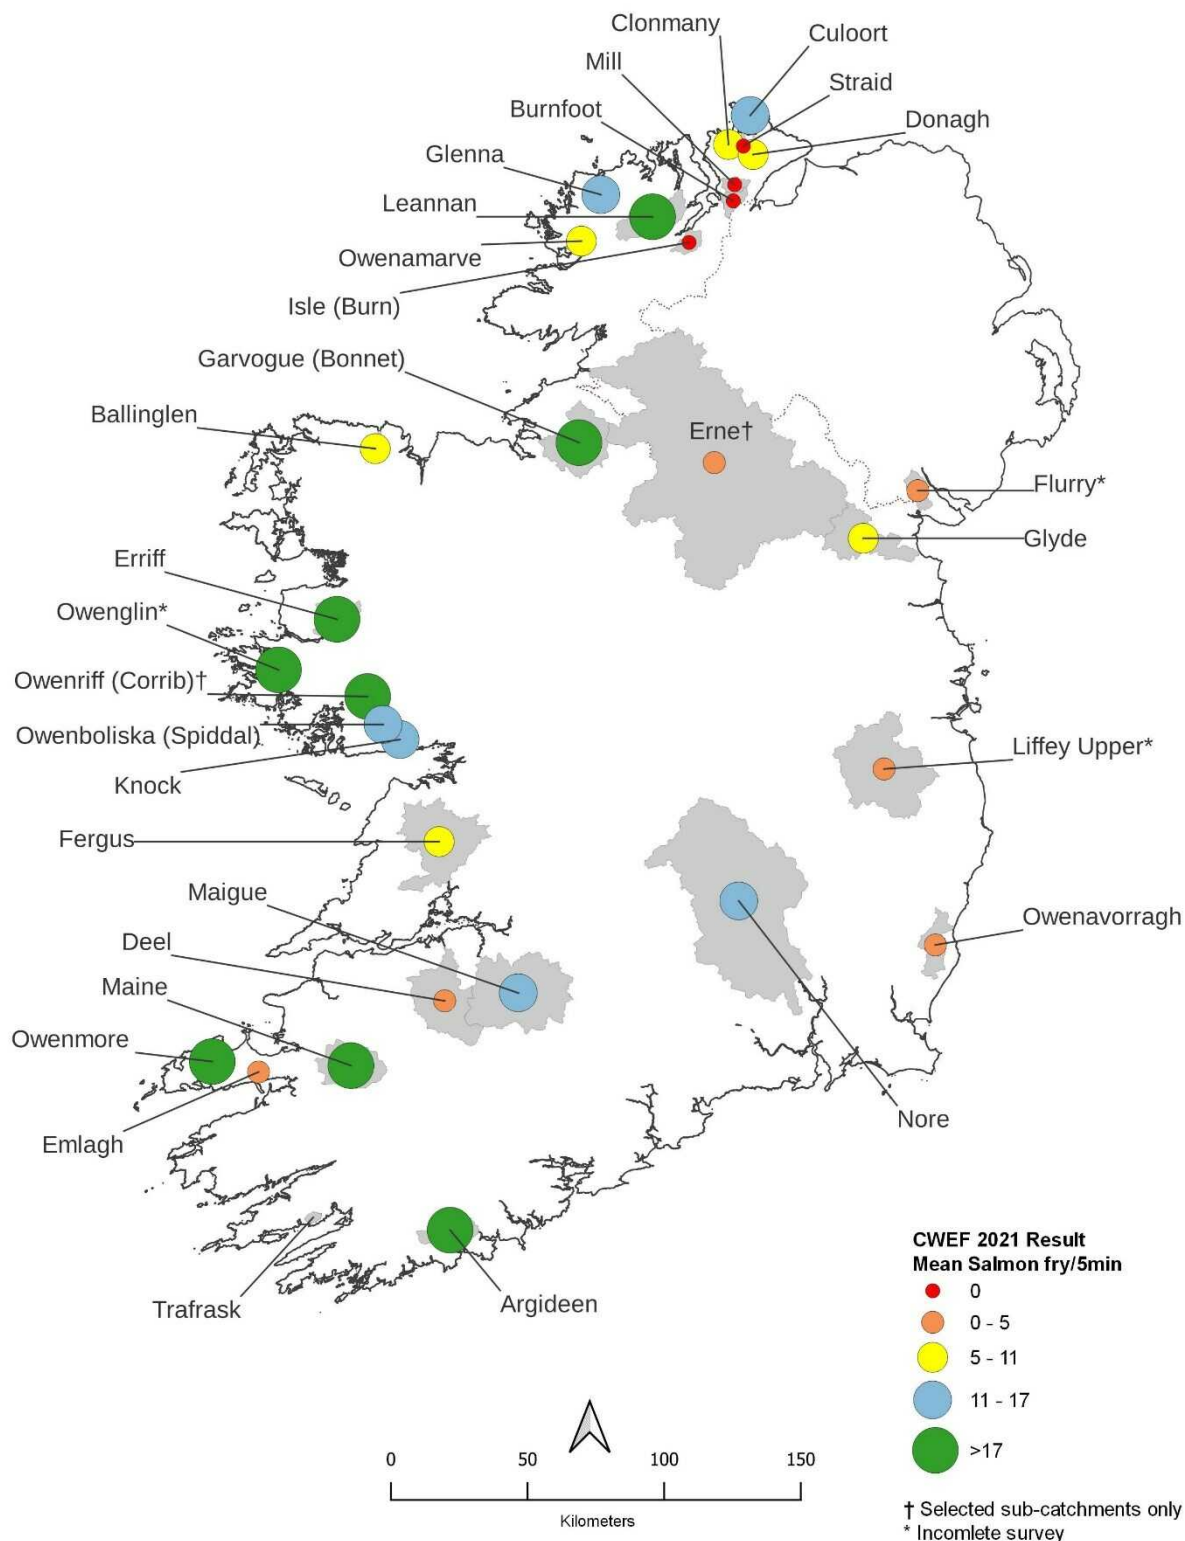 Clonmany
Culoort
Mill
Straid
Burnfoot
Donagh
Glenna
Leannan
Owenamarve
Isle (Burn)
Garvogue (Bonnet)
Ballinglen
Erne†
Flurry*
Glyde
Erriff
Owenglin*
Owenriff (Corrib)†
Owenboliska (Spiddal)
Knock
Liffey Upper*
Fergus
Maigue
Owenavorragh
Deel
Maine
Owenmore
Emlagh
Nore
Trafrask
Argideen
CWEF 2021 Result
Mean Salmon fry/5min
0
0 - 5
5 - 11
11 - 17
>17
0 50 100 150
Kilometers
† Selected sub-catchments only
* Incomlete survey